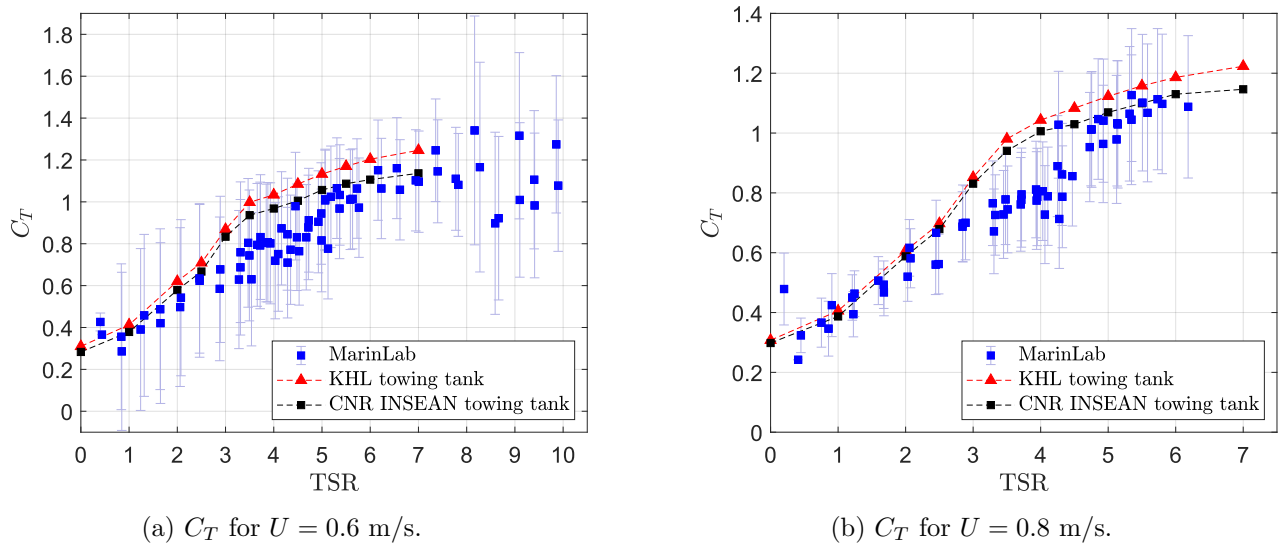 1.8
1.6
1.4
1.2
1
0.8
0.6
0.4
0.2
0
C_T
0 1 2 3 4 5 6 7 8 9 10
TSR
MarinLab
KHL towing tank
CNR INSEAN towing tank
(a) C_T for U = 0.6 m/s.
1.4
1.2
1
0.8
0.6
0.4
0.2
0
C_T
0 1 2 3 4 5 6 7
TSR
MarinLab
KHL towing tank
CNR INSEAN towing tank
(b) C_T for U = 0.8 m/s.